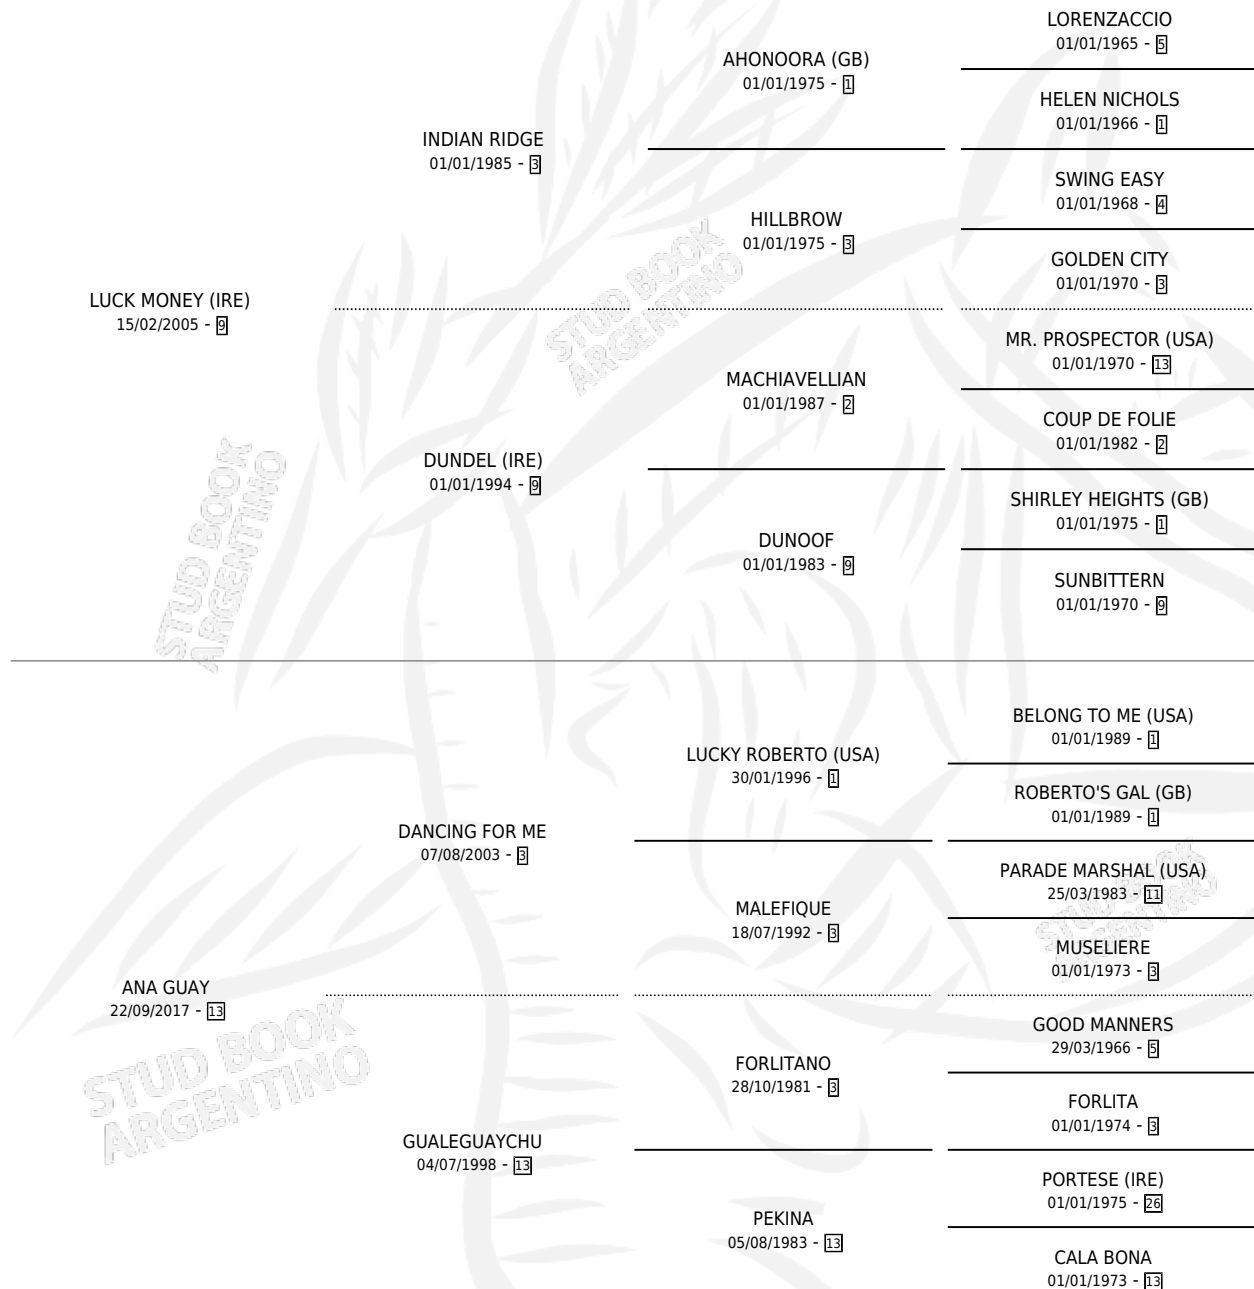 LORENZACCIO
01/01/1965 - 5
AHONOORA (GB)
01/01/1975 - 1
HELEN NICHOLS
01/01/1966 - 1
INDIAN RIDGE
01/01/1985 - 3
SWING EASY
01/01/1968 - 4
HILLBROW
01/01/1975 - 3
GOLDEN CITY
01/01/1970 - 3
LUCK MONEY (IRE)
15/02/2005 - 9
MR. PROSPECTOR (USA)
01/01/1970 - 13
MACHIAVELLIAN
01/01/1987 - 2
COUP DE FOLIE
01/01/1982 - 2
DUNDEL (IRE)
01/01/1994 - 9
SHIRLEY HEIGHTS (GB)
01/01/1975 - 1
DUNOOF
01/01/1983 - 9
SUNBITTERN
01/01/1970 - 9
BELONG TO ME (USA)
01/01/1989 - 1
LUCKY ROBERTO (USA)
30/01/1996 - 1
ROBERTO'S GAL (GB)
01/01/1989 - 1
DANCING FOR ME
07/08/2003 - 3
PARADE MARSHAL (USA)
25/03/1983 - 11
MALEFIQUE
18/07/1992 - 3
MUSELIERE
01/01/1973 - 3
ANA GUAY
22/09/2017 - 13
GOOD MANNERS
29/03/1966 - 5
FORLITANO
28/10/1981 - 3
FORLITA
01/01/1974 - 3
GUALEGUAYCHU
04/07/1998 - 13
PORTESE (IRE)
01/01/1975 - 26
PEKINA
05/08/1983 - 13
CALA BONA
01/01/1973 - 13
STUD BOOK
ARGENTINO
STUD BOOK
ARGENTINO
STUD BOOK
ARGENTINO
STUD BOOK
ARGENTINO